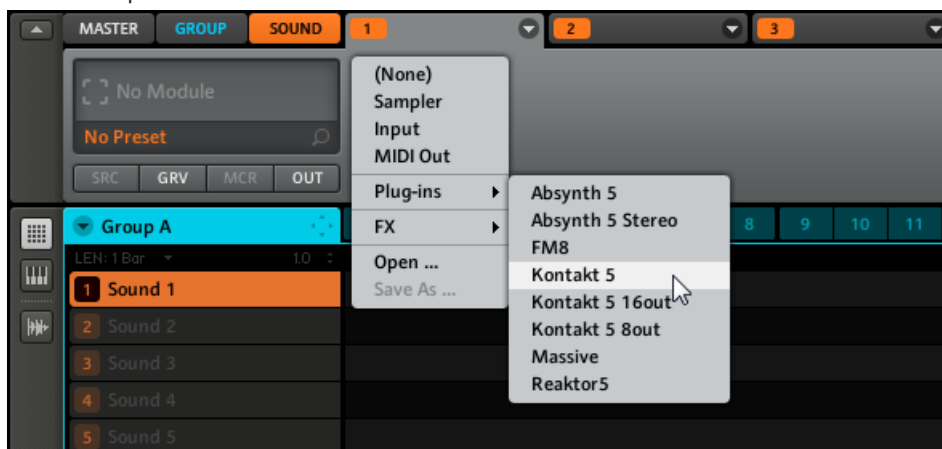 MASTER GROUP SOUND 1 2 3
No Module
No Preset
SRC GRV MCR OUT
(None)
Sampler
Input
MIDI Out
Plug-ins
FX
Open ...
Save As ...
Absynth 5
Absynth 5 Stereo
FM8
Kontakt 5
Kontakt 5 16out
Kontakt 5 8out
Massive
Reaktor5
Group A 8 9 10 11
LEN: 1 Bar 1.0
1 Sound 1
2 Sound 2
3 Sound 3
4 Sound 4
5 Sound 5